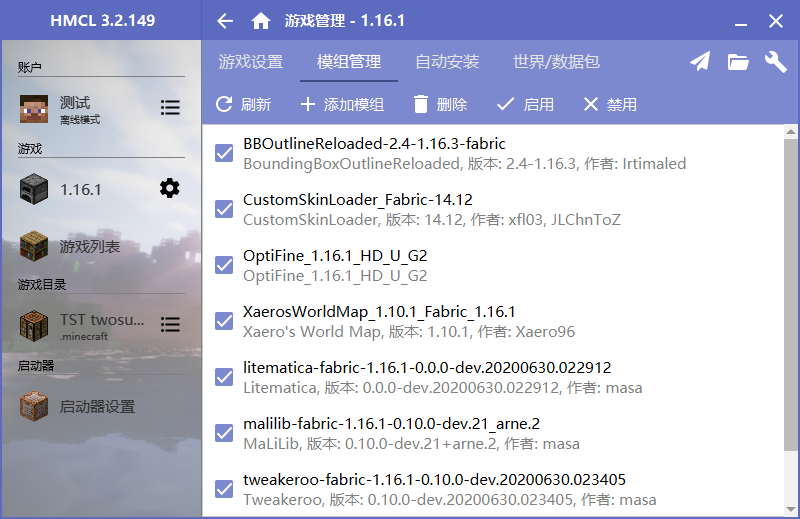 HMCL 3.2.149
游戏管理 - 1.16.1
账户
测试
离线模式
游戏
1.16.1
游戏列表
游戏目录
TST twosu...
.minecraft
启动器
启动器设置
游戏设置 模组管理 自动安装 世界/数据包
刷新 添加模组 删除 启用 禁用
BBOutlineReloaded-2.4-1.16.3-fabric
BoundingBoxOutlineReloaded, 版本: 2.4-1.16.3, 作者: Irtimaled
CustomSkinLoader_Fabric-14.12
CustomSkinLoader, 版本: 14.12, 作者: xfl03, JLChnToZ
OptiFine_1.16.1_HD_U_G2
OptiFine_1.16.1_HD_U_G2
XaerosWorldMap_1.10.1_Fabric_1.16.1
Xaero's World Map, 版本: 1.10.1, 作者: Xaero96
litematica-fabric-1.16.1-0.0.0-dev.20200630.022912
Litematica, 版本: 0.0.0-dev.20200630.022912, 作者: masa
malilib-fabric-1.16.1-0.10.0-dev.21_arne.2
MaLiLib, 版本: 0.10.0-dev.21+arne.2, 作者: masa
tweakeroo-fabric-1.16.1-0.10.0-dev.20200630.023405
Tweakeroo, 版本: 0.10.0-dev.20200630.023405, 作者: masa